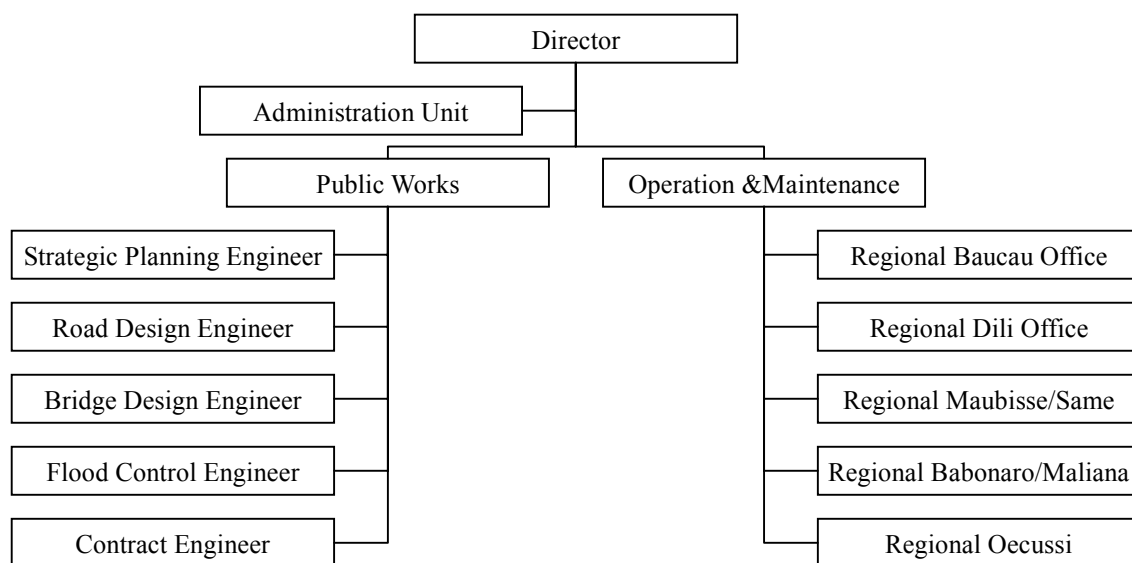 Director
Administration Unit
Public Works
Operation &Maintenance
Strategic Planning Engineer
Regional Baucau Office
Road Design Engineer
Regional Dili Office
Bridge Design Engineer
Regional Maubisse/Same
Flood Control Engineer
Regional Babonaro/Maliana
Contract Engineer
Regional Oecussi